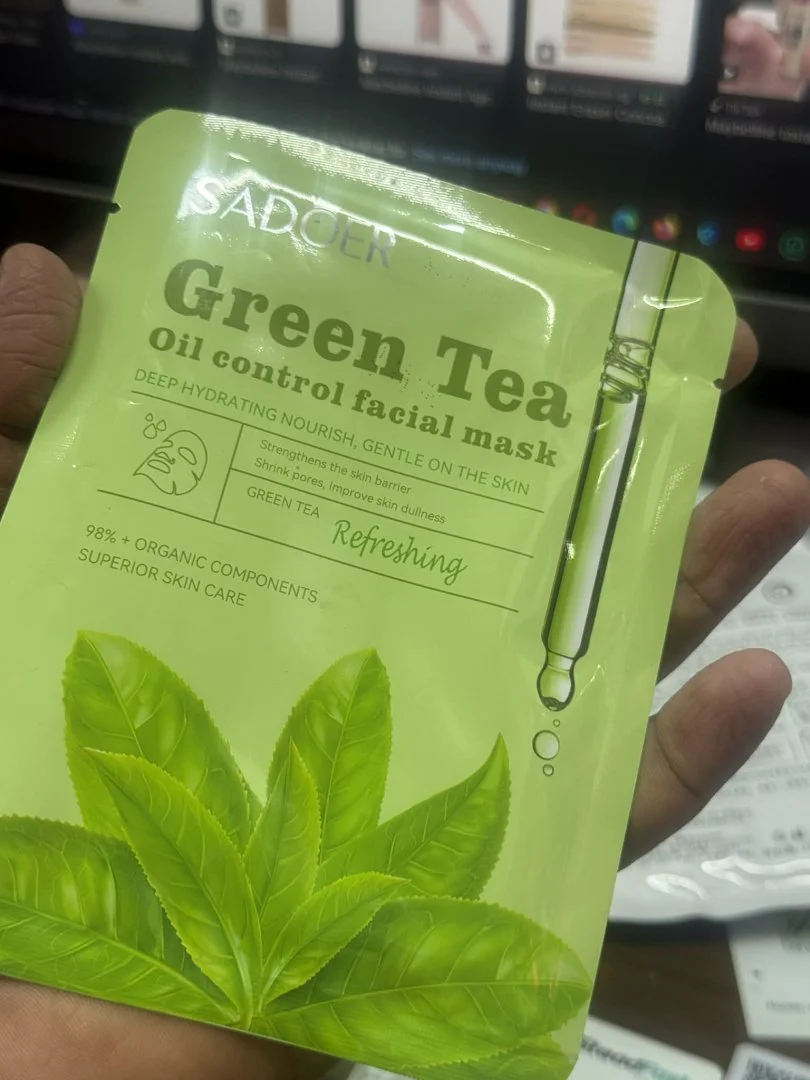 SADOER
Green Tea
Oil control facial mask
DEEP HYDRATING NOURISH, GENTLE ON THE SKIN
Strengthens the skin barrier
Shrink pores, Improve skin dullness
GREEN TEA
Refreshing
98% + ORGANIC COMPONENTS
SUPERIOR SKIN CARE